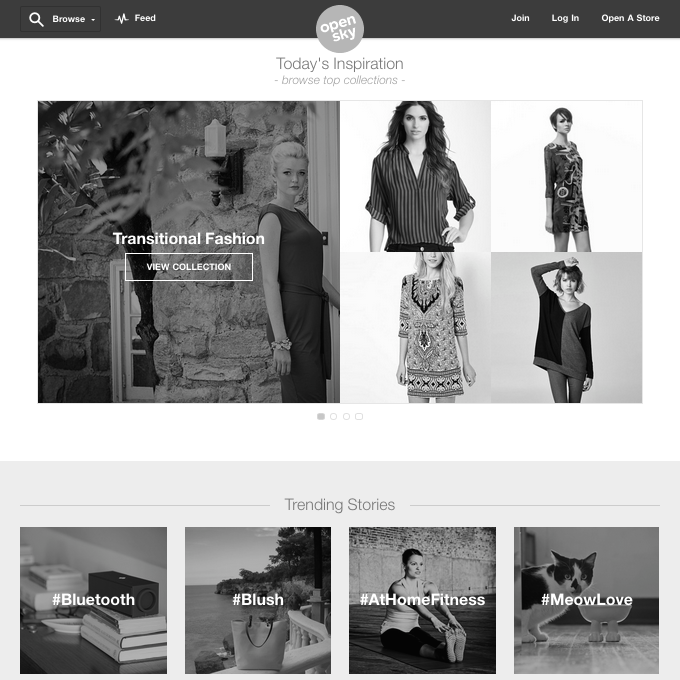 Browse
Feed
open
sky
Join
Log In
Open A Store
Today's Inspiration
- browse top collections -
Transitional Fashion
VIEW COLLECTION
Trending Stories
#Bluetooth
#Blush
#AtHomeFitness
#MeowLove